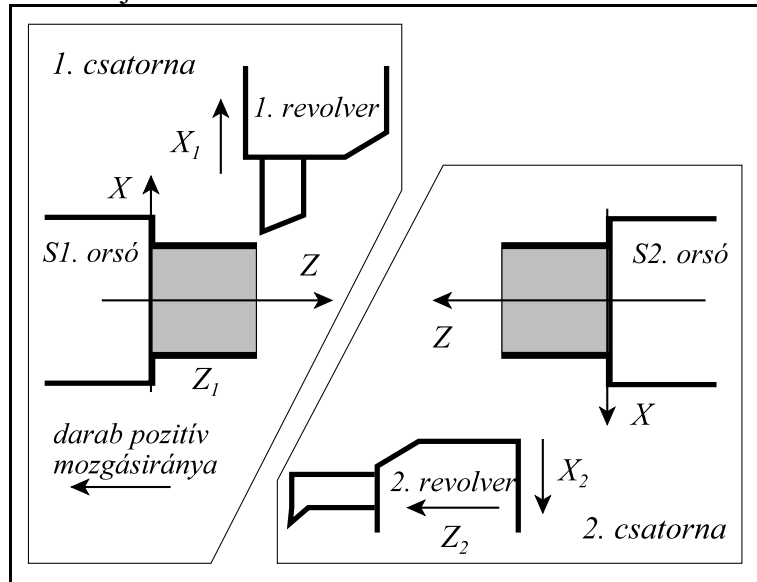 1. csatorna
1. revolver
X₁
X
S1. orsó
Z
Z₁
darab pozitív
mozgásiránya
S2. orsó
Z
X
2. revolver
X₂
Z₂
2. csatorna